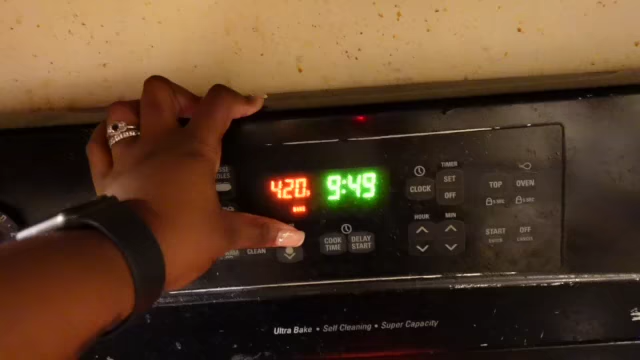 420°
BAKE
9:49
CLOCK
TIMER
SET
OFF
TOP
OVEN
CLEAN
COOK
TIME
DELAY
START
HOUR
MIN
START
OFF
Ultra Bake • Self Cleaning • Super Capacity